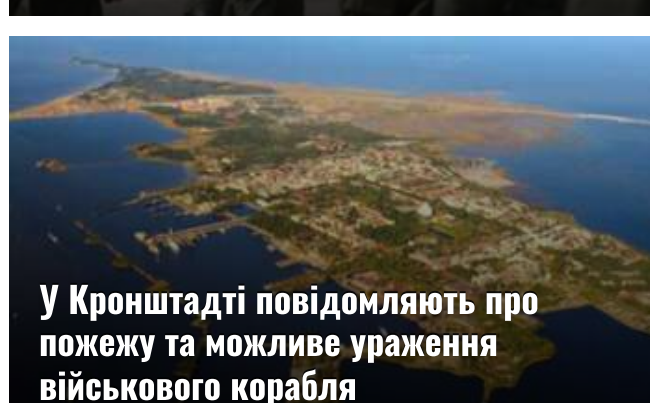 У Кронштадті повідомляють про
пожежу та можливе ураження
військового корабля